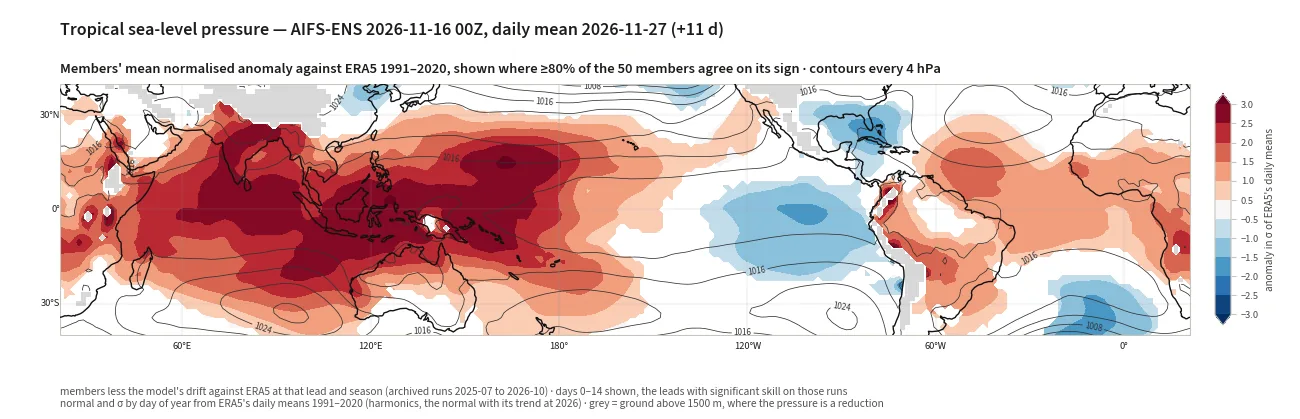 Tropical sea-level pressure — AIFS-ENS 2026-11-16 00Z, daily mean 2026-11-27 (+11 d)
Members' mean normalised anomaly against ERA5 1991–2020, shown where ≥80% of the 50 members agree on its sign · contours every 4 hPa
30°N
0°
30°S
60°E
120°E
180°
120°W
60°W
0°
1016
1024
1016
1008
1016
1016
1016
1016
1016
1024
1016
1024
1016
1008
3.0
2.5
2.0
1.5
1.0
0.5
−0.5
−1.0
−1.5
−2.0
−2.5
−3.0
anomaly in σ of ERA5's daily means
members less the model's drift against ERA5 at that lead and season (archived runs 2025-07 to 2026-10) · days 0–14 shown, the leads with significant skill on those runs
normal and σ by day of year from ERA5's daily means 1991–2020 (harmonics, the normal with its trend at 2026) · grey = ground above 1500 m, where the pressure is a reduction